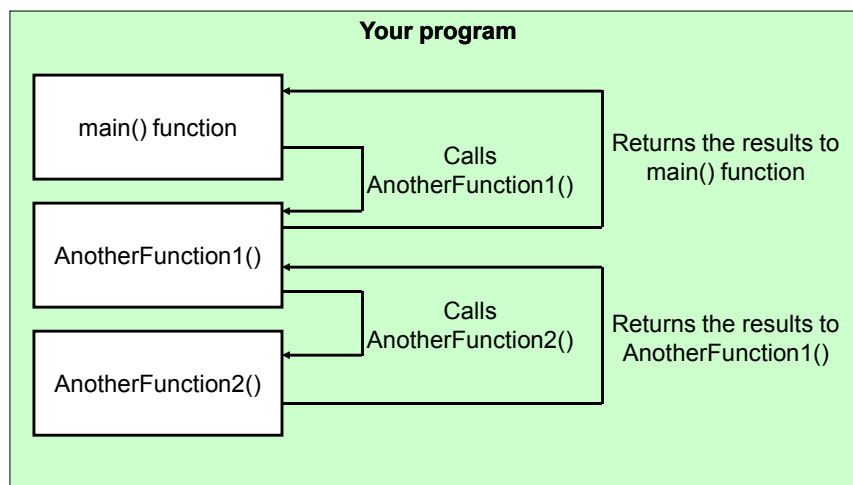 Your program
main() function
Calls
AnotherFunction1()
Returns the results to
main() function
AnotherFunction1()
Calls
AnotherFunction2()
Returns the results to
AnotherFunction1()
AnotherFunction2()